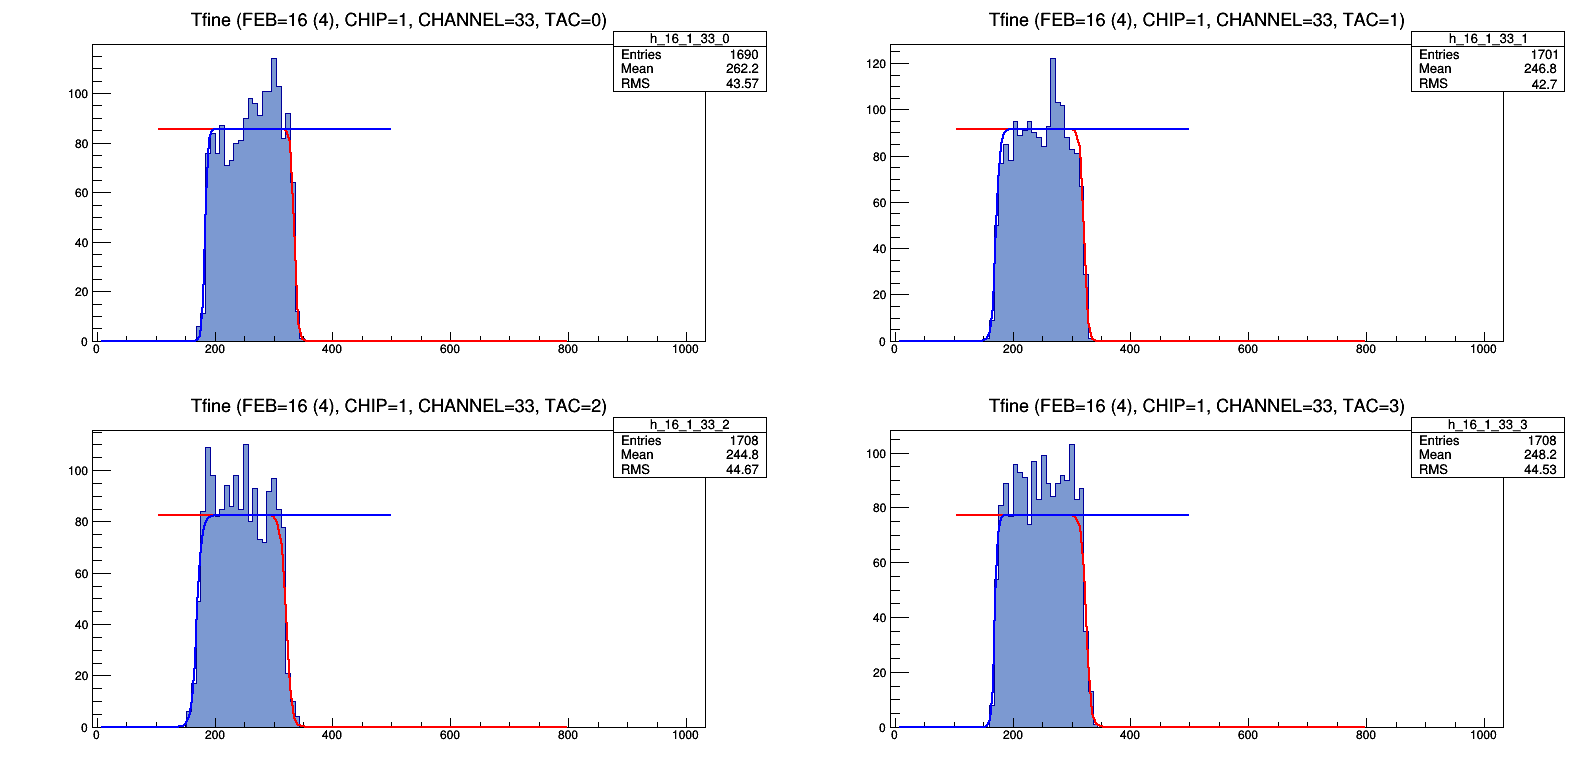 Tfine (FEB=16 (4), CHIP=1, CHANNEL=33, TAC=0)
h_16_1_33_0
Entries 1690
Mean 262.2
RMS 43.57
100
80
60
40
20
0
0 200 400 600 800 1000
Tfine (FEB=16 (4), CHIP=1, CHANNEL=33, TAC=1)
h_16_1_33_1
Entries 1701
Mean 246.8
RMS 42.7
120
100
80
60
40
20
0
0 200 400 600 800 1000
Tfine (FEB=16 (4), CHIP=1, CHANNEL=33, TAC=2)
h_16_1_33_2
Entries 1708
Mean 244.8
RMS 44.67
100
80
60
40
20
0
0 200 400 600 800 1000
Tfine (FEB=16 (4), CHIP=1, CHANNEL=33, TAC=3)
h_16_1_33_3
Entries 1708
Mean 248.2
RMS 44.53
100
80
60
40
20
0
0 200 400 600 800 1000